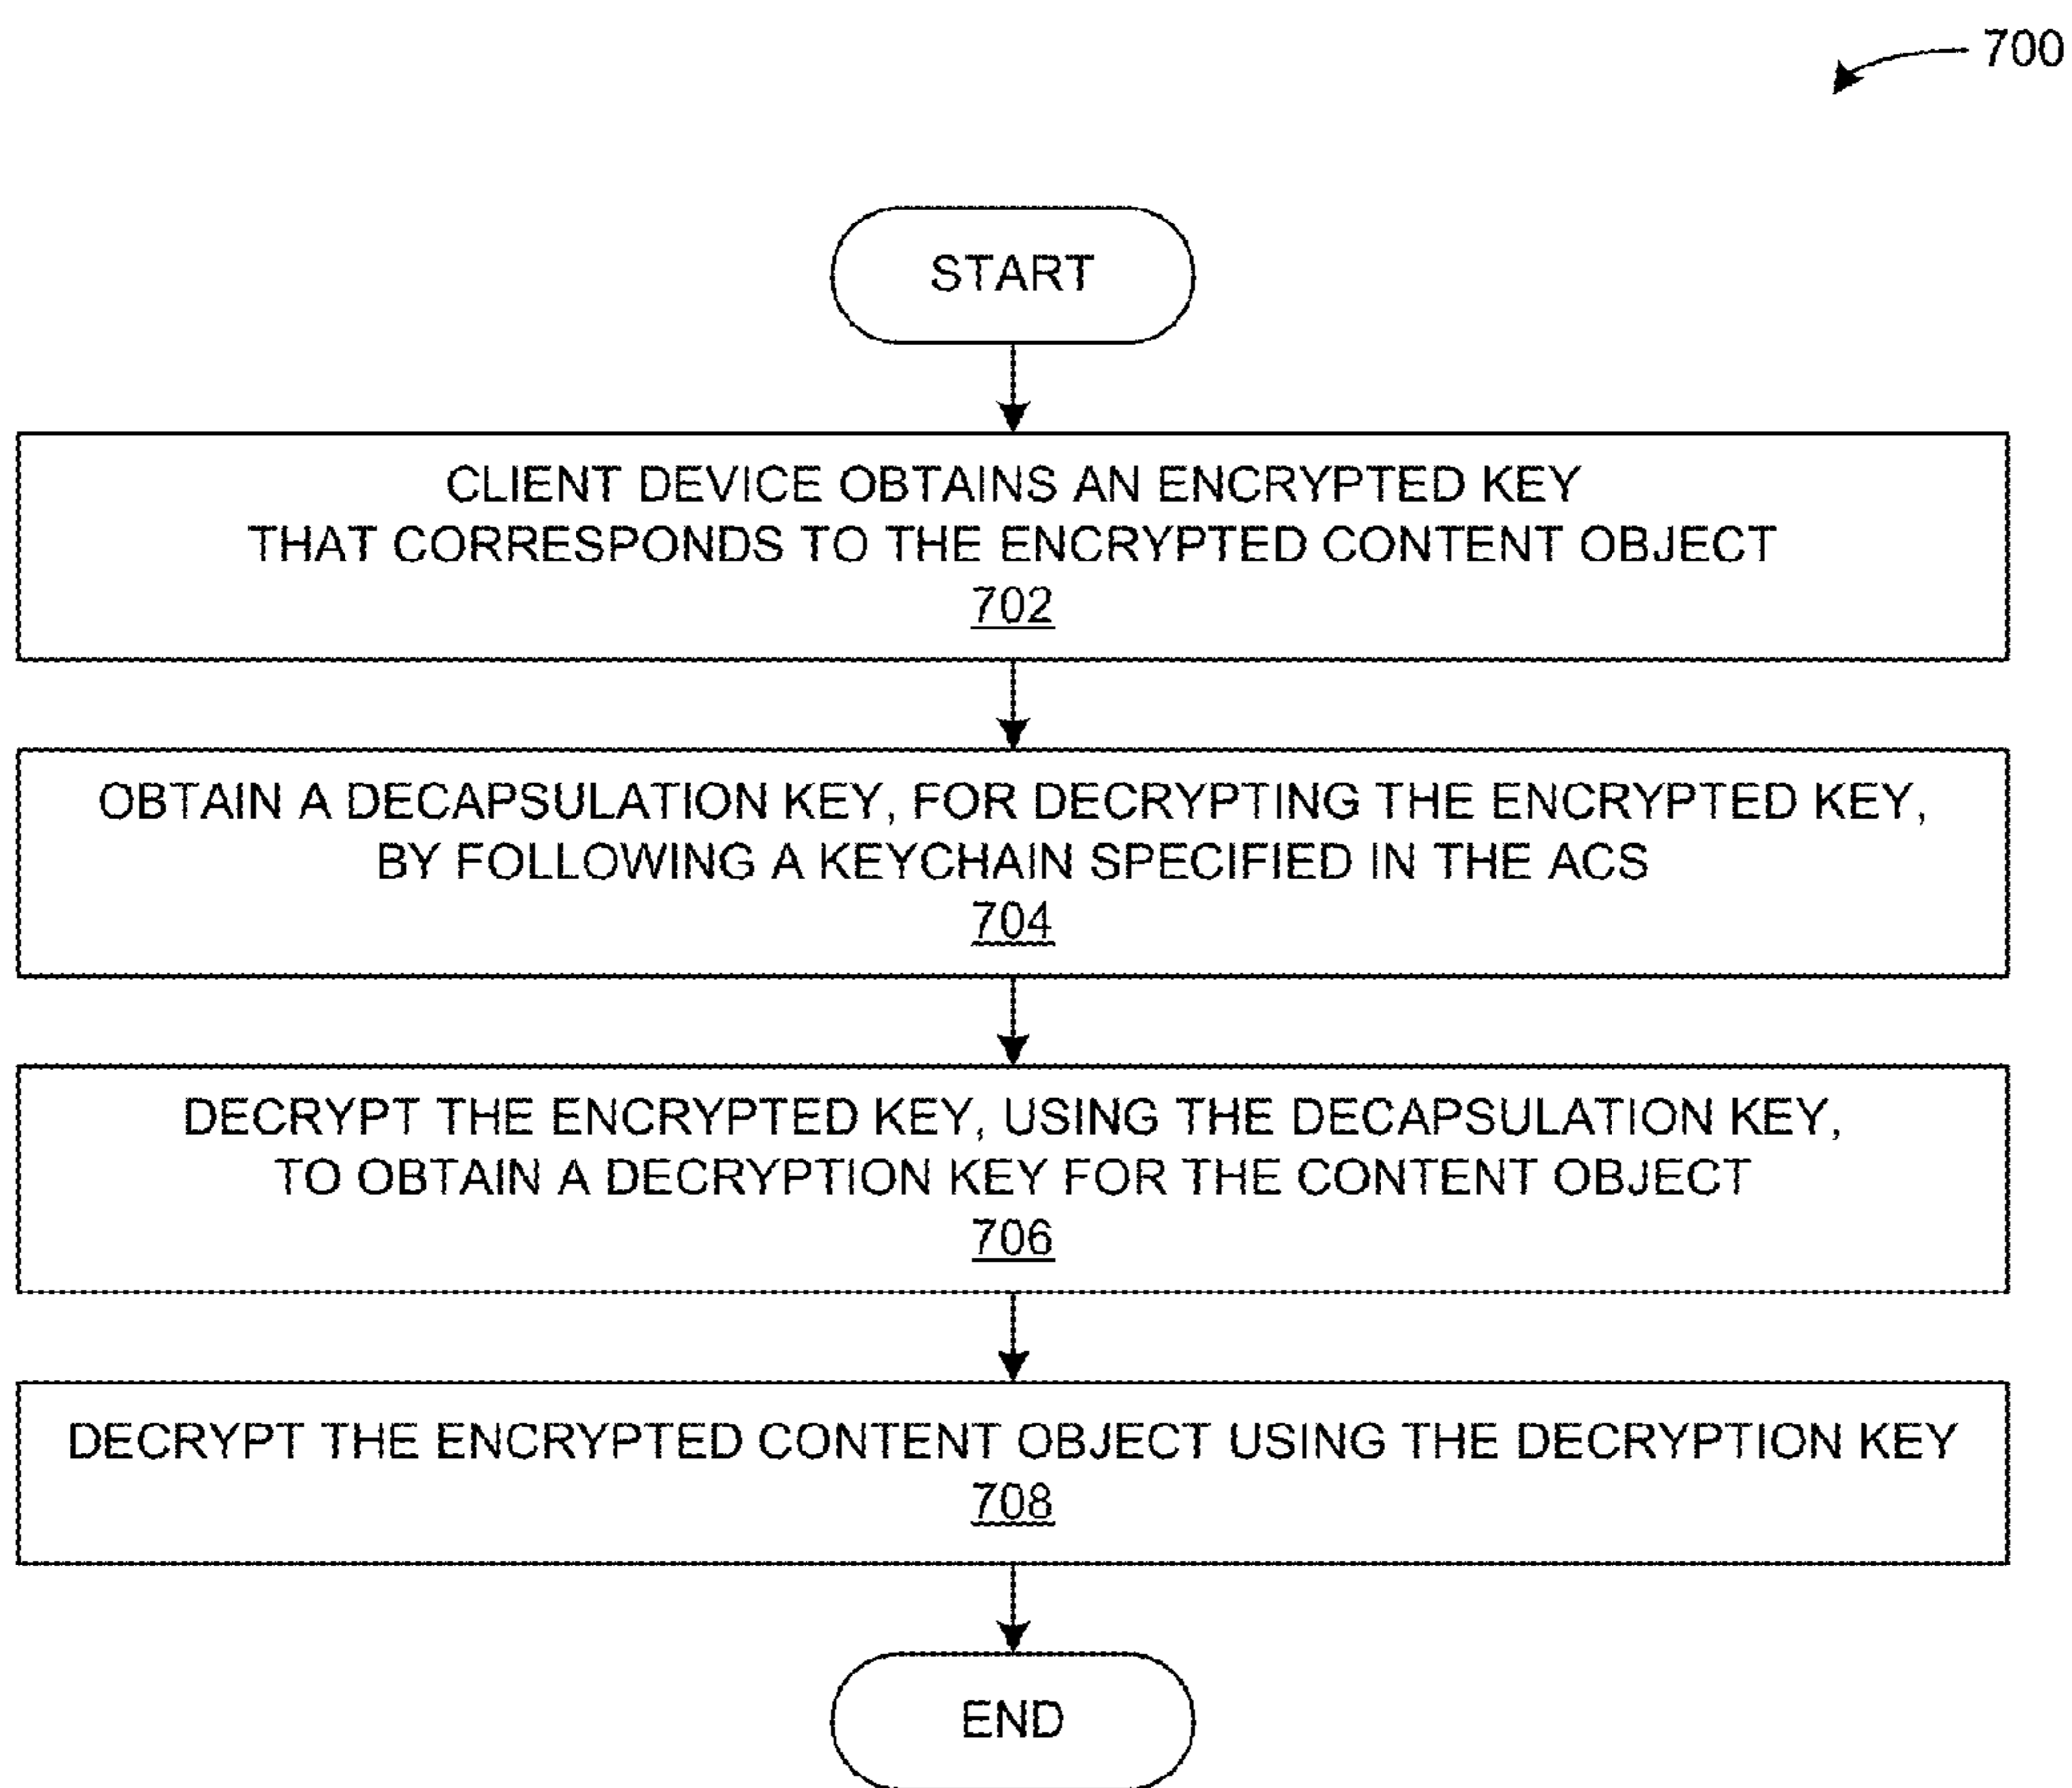 700
START
CLIENT DEVICE OBTAINS AN ENCRYPTED KEY
THAT CORRESPONDS TO THE ENCRYPTED CONTENT OBJECT
702
OBTAIN A DECAPSULATION KEY, FOR DECRYPTING THE ENCRYPTED KEY,
BY FOLLOWING A KEYCHAIN SPECIFIED IN THE ACS
704
DECRYPT THE ENCRYPTED KEY, USING THE DECAPSULATION KEY,
TO OBTAIN A DECRYPTION KEY FOR THE CONTENT OBJECT
706
DECRYPT THE ENCRYPTED CONTENT OBJECT USING THE DECRYPTION KEY
708
END